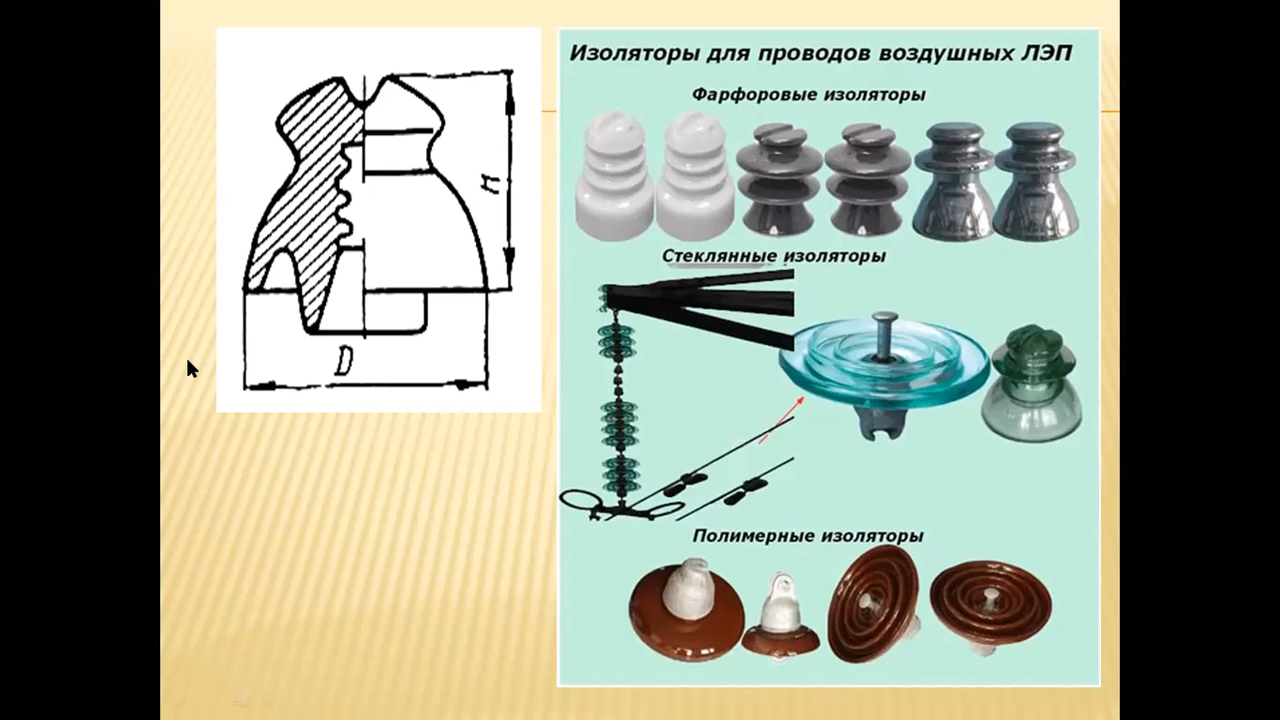 H
D
Изоляторы для проводов воздушных ЛЭП
Фарфоровые изоляторы
Стеклянные изоляторы
Полимерные изоляторы